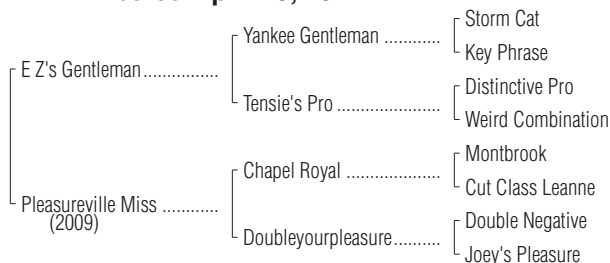 Storm Cat
Yankee Gentleman
Key Phrase
E Z's Gentleman
Distinctive Pro
Tensie's Pro
Weird Combination
Montbrook
Chapel Royal
Cut Class Leanne
Pleasureville Miss
(2009)
Double Negative
Doubleyourpleasure
Joey's Pleasure